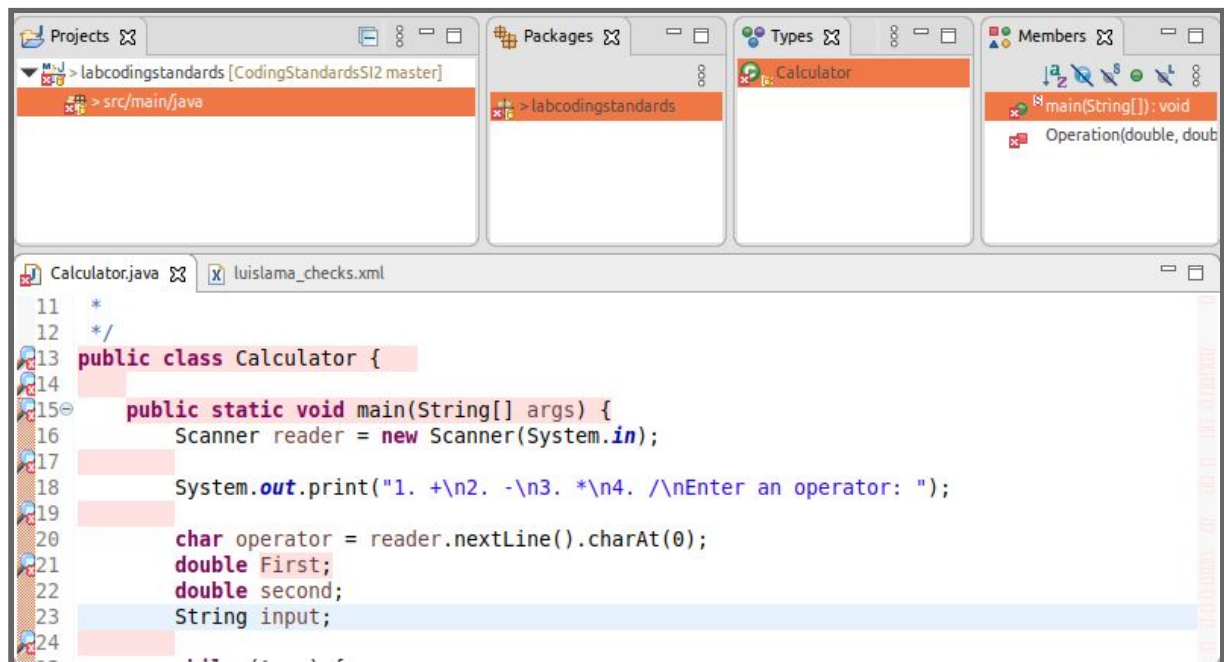 Projects
Packages
Types
Members
> labcodingstandards [CodingStandardsSI2 master]
> src/main/java
> labcodingstandards
Calculator
S main(String[]) : void
Operation(double, doub
Calculator.java
luislama_checks.xml
11 *
12 */
13 public class Calculator {
14
15 public static void main(String[] args) {
16 Scanner reader = new Scanner(System.in);
17
18 System.out.print("1. +\n2. -\n3. *\n4. /\nEnter an operator: ");
19
20 char operator = reader.nextLine().charAt(0);
21 double First;
22 double second;
23 String input;
24